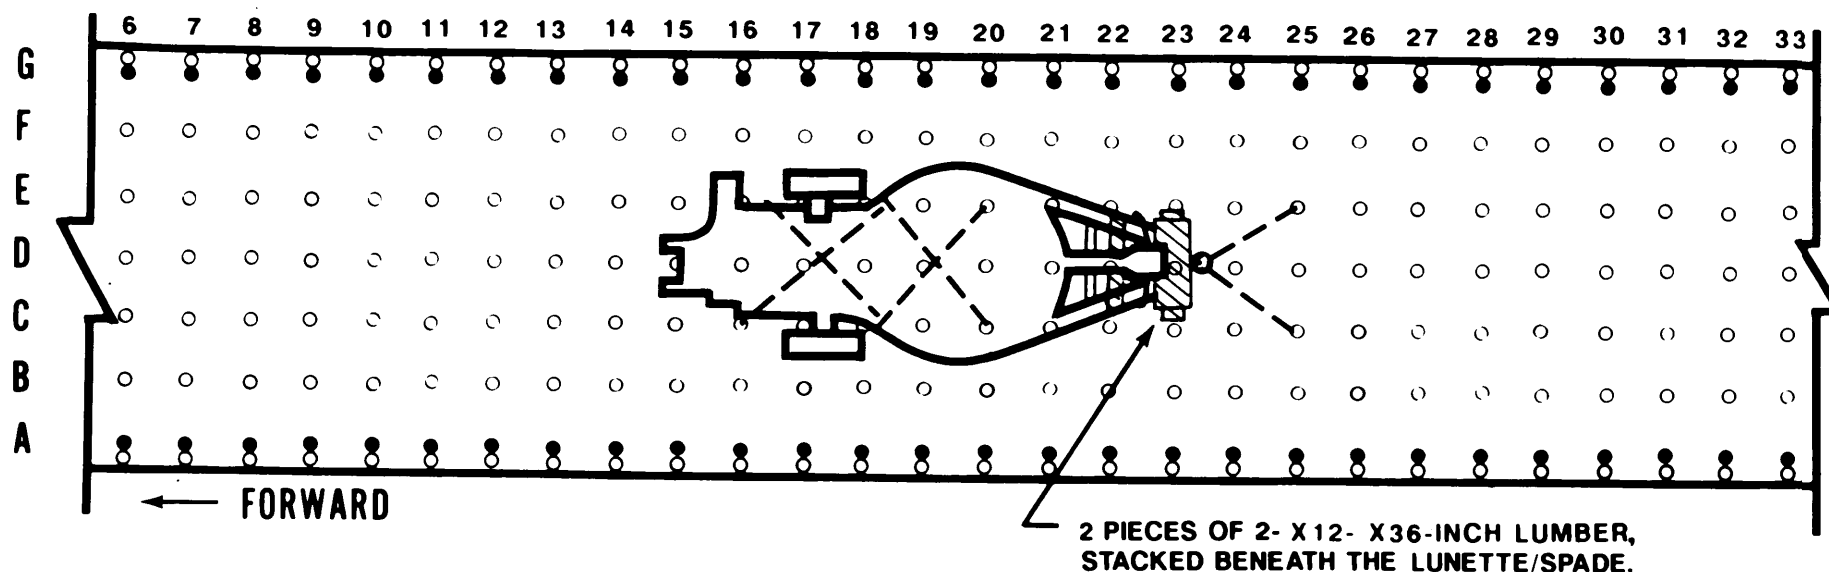 6 7 8 9 10 11 12 13 14 15 16 17 18 19 20 21 22 23 24 25 26 27 28 29 30 31 32 33
G
F
E
D
C
B
A
FORWARD
2 PIECES OF 2- X12- X36-INCH LUMBER,
STACKED BENEATH THE LUNETTE/SPADE.